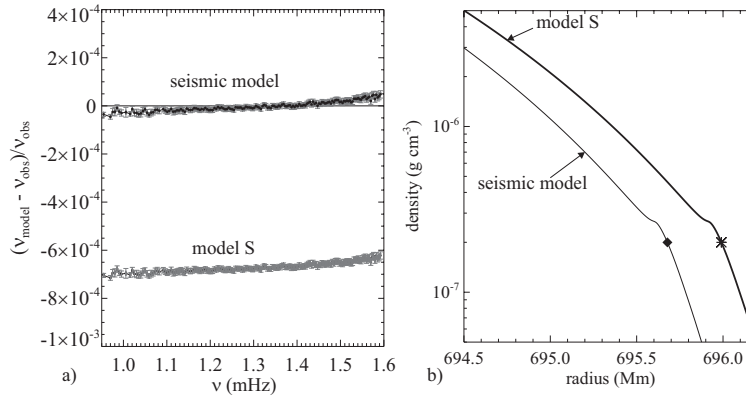 4×10⁻⁴
2×10⁻⁴
0
-2×10⁻⁴
-4×10⁻⁴
-6×10⁻⁴
-8×10⁻⁴
-1×10⁻³
(ν_model - ν_obs)/ν_obs
seismic model
model S
1.0 1.1 1.2 1.3 1.4 1.5 1.6
a) ν (mHz)
model S
seismic model
10⁻⁶
10⁻⁷
density (g cm⁻³)
694.5 695.0 695.5 696.0
b) radius (Mm)